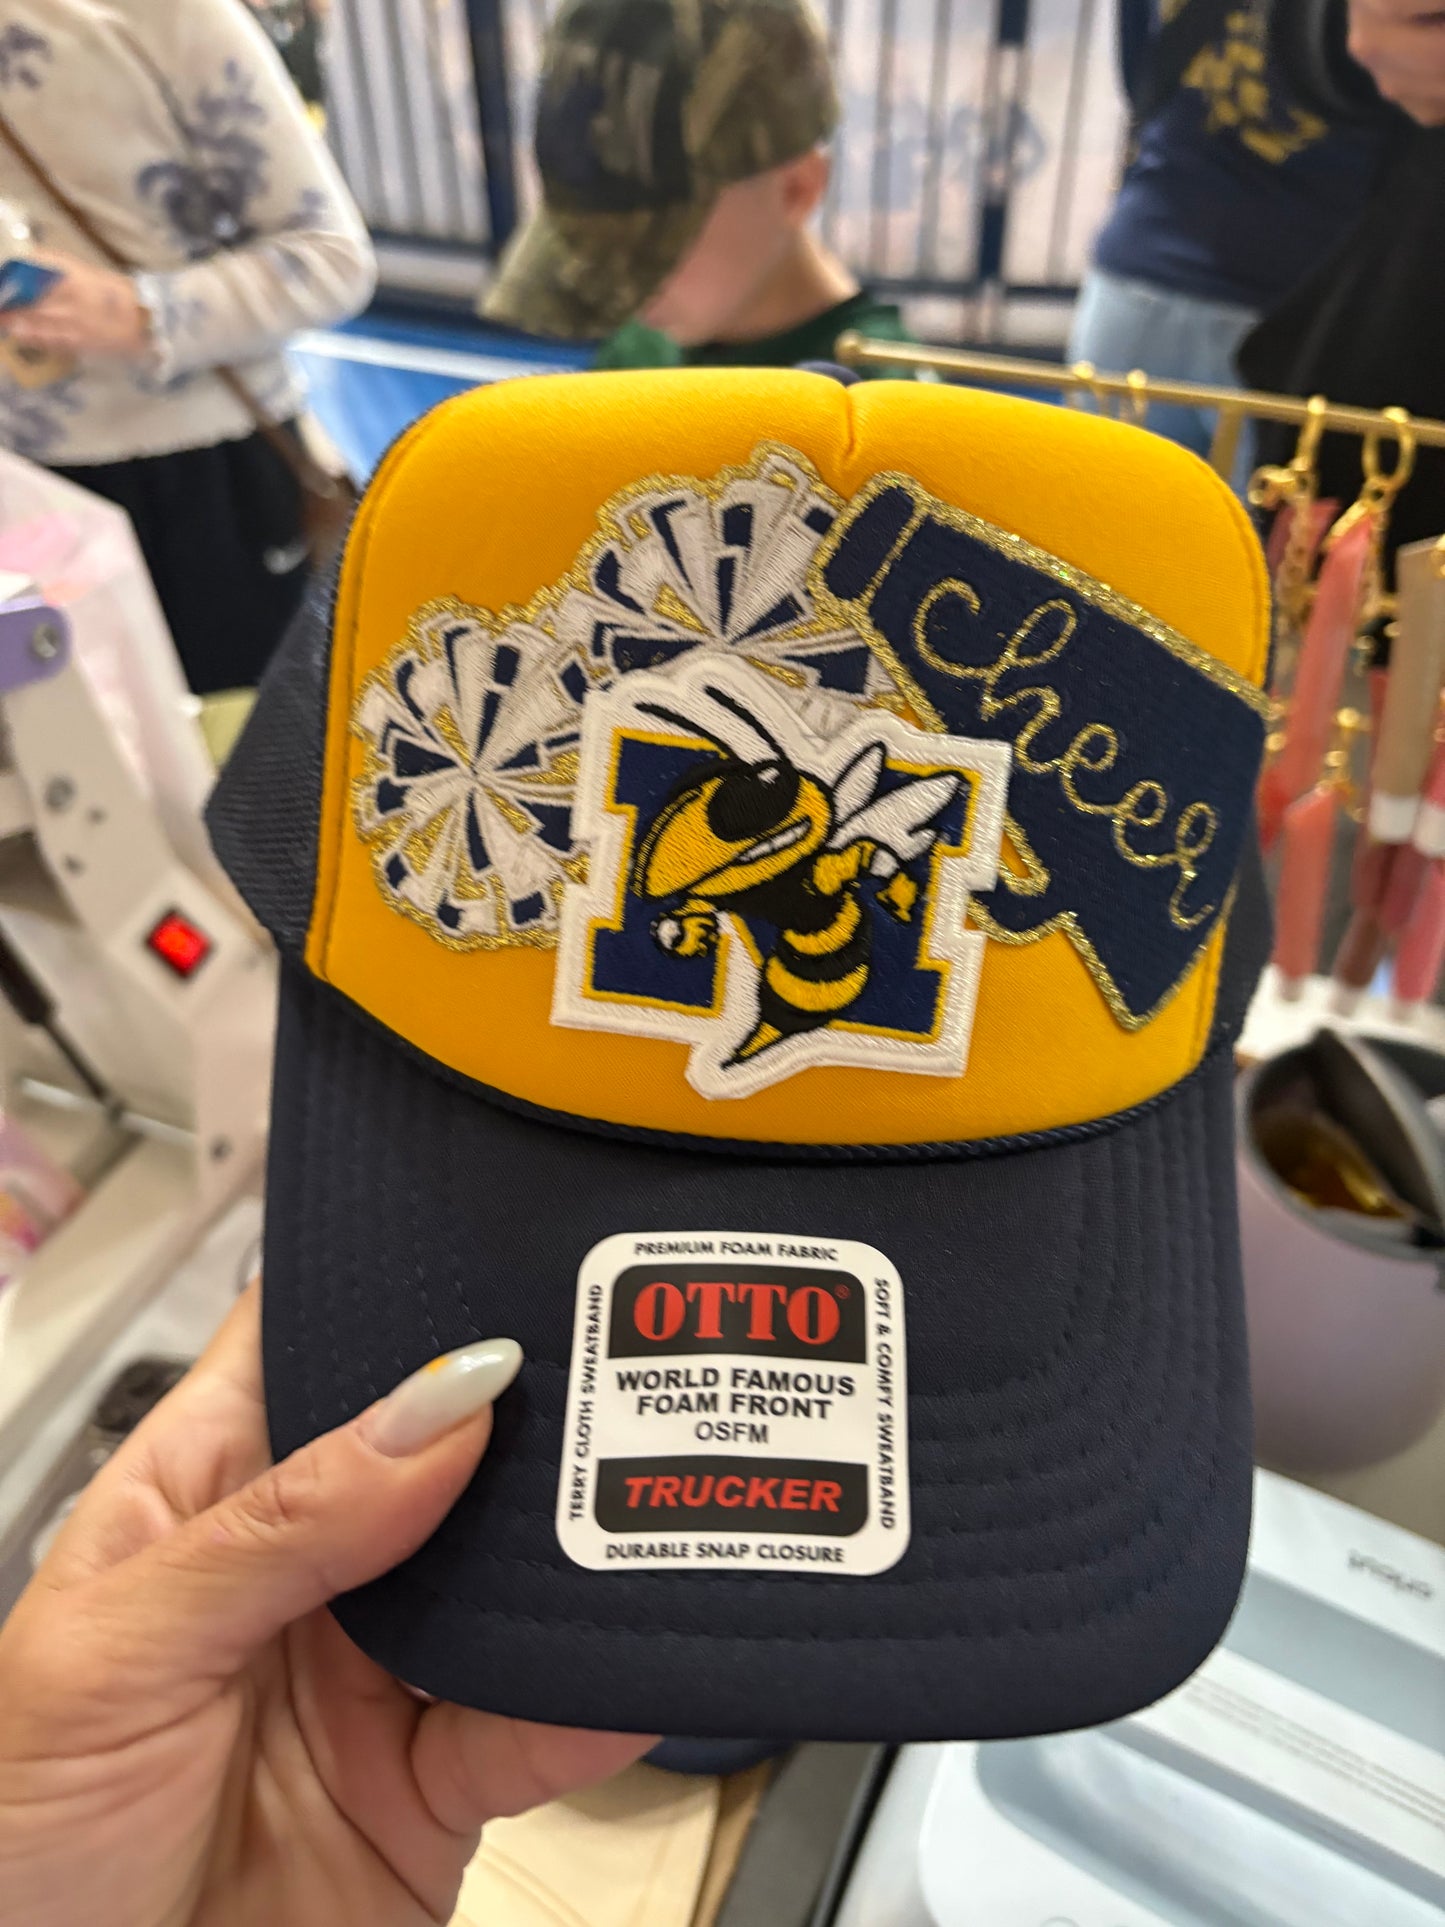 cheer
PREMIUM FOAM FABRIC
OTTO®
WORLD FAMOUS
FOAM FRONT
OSFM
TRUCKER
DURABLE SNAP CLOSURE
TERRY CLOTH SWEATBAND
SOFT & COMFY SWEATBAND
cricut